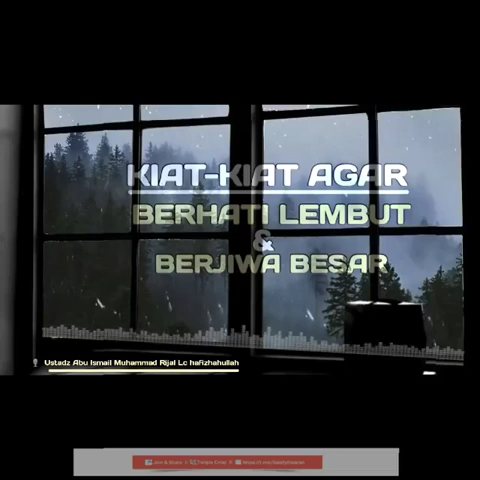 KIAT-KIAT AGAR
BERHATI LEMBUT
&
BERJIWA BESAR
Ustadz Abu Ismail Muhammad Rijal Lc hafizhahullah